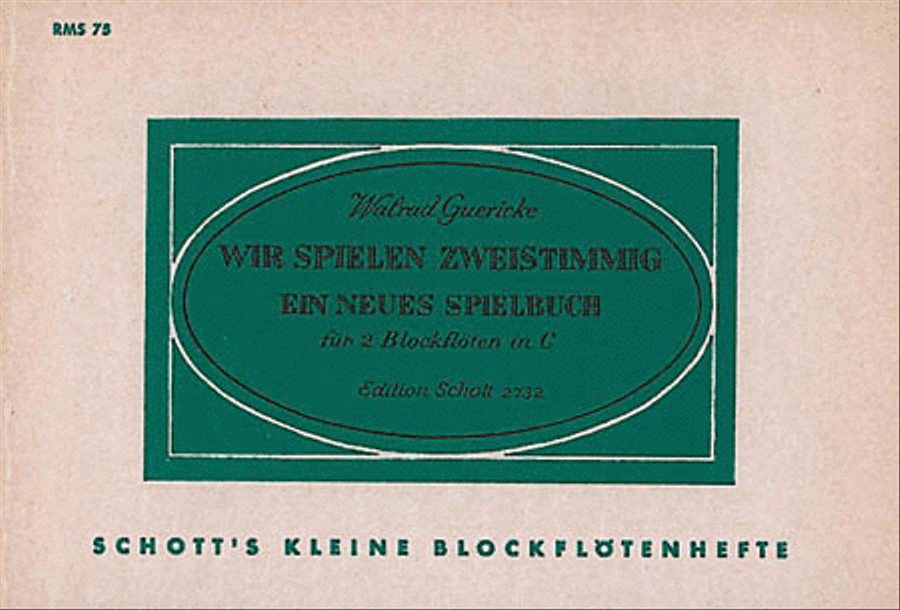 RMS 75
Walrad Guericke
WIR SPIELEN ZWEISTIMMIG
EIN NEUES SPIELBUCH
für 2 Blockflöten in C
Edition Schott 2732
SCHOTT'S KLEINE BLOCKFLÖTENHEFTE